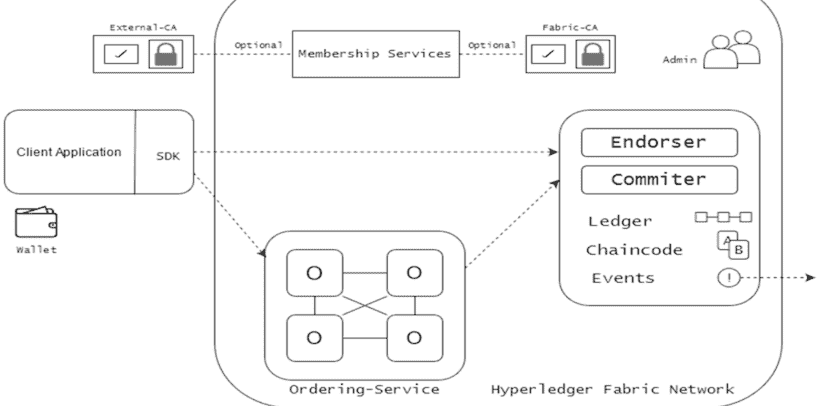 External-CA
Optional
Membership Services
Optional
Fabric-CA
Admin
Client Application
SDK
Wallet
Endorser
Commiter
Ledger
Chaincode
A
B
Events
!
O
O
O
O
Ordering-Service
Hyperledger Fabric Network